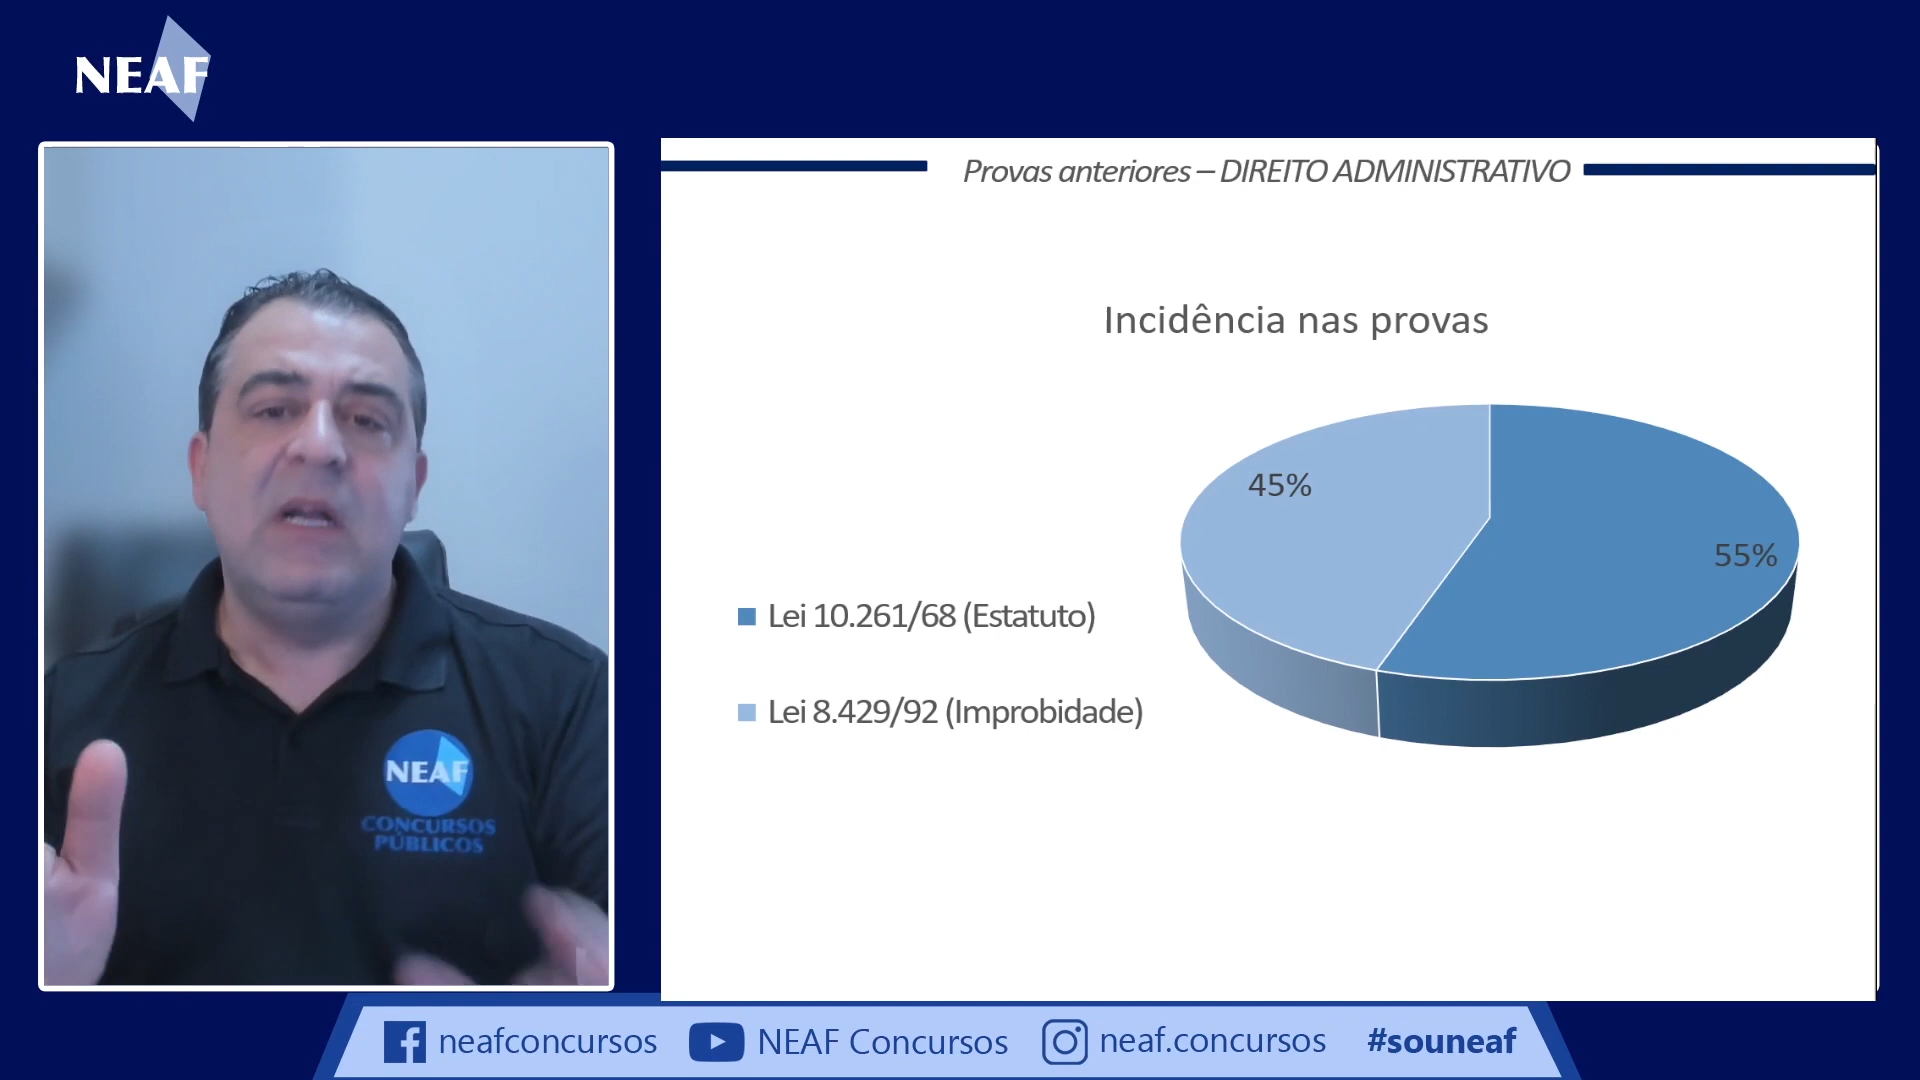 NEAF
Provas anteriores – DIREITO ADMINISTRATIVO
Incidência nas provas
45%
55%
Lei 10.261/68 (Estatuto)
Lei 8.429/92 (Improbidade)
NEAF
CONCURSOS
PÚBLICOS
neafconcursos
NEAF Concursos
neaf.concursos
#souneaf